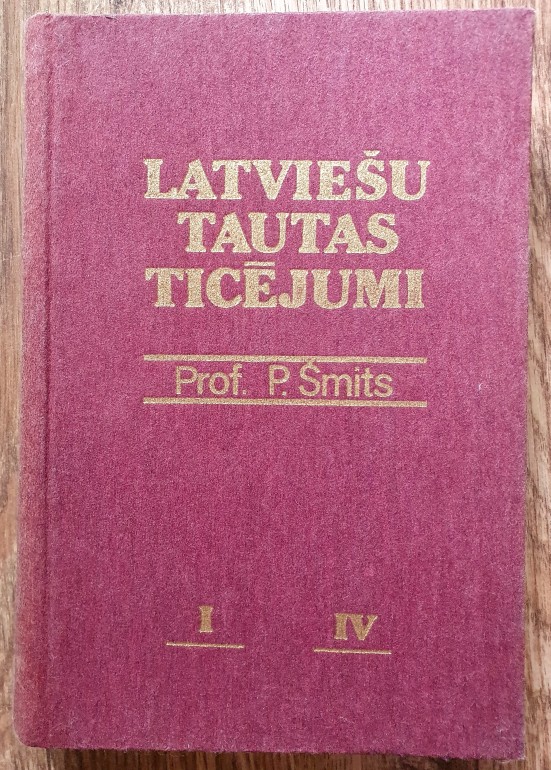 LATVIEŠU
TAUTAS
TICĒJUMI
Prof. P. Šmits
I IV